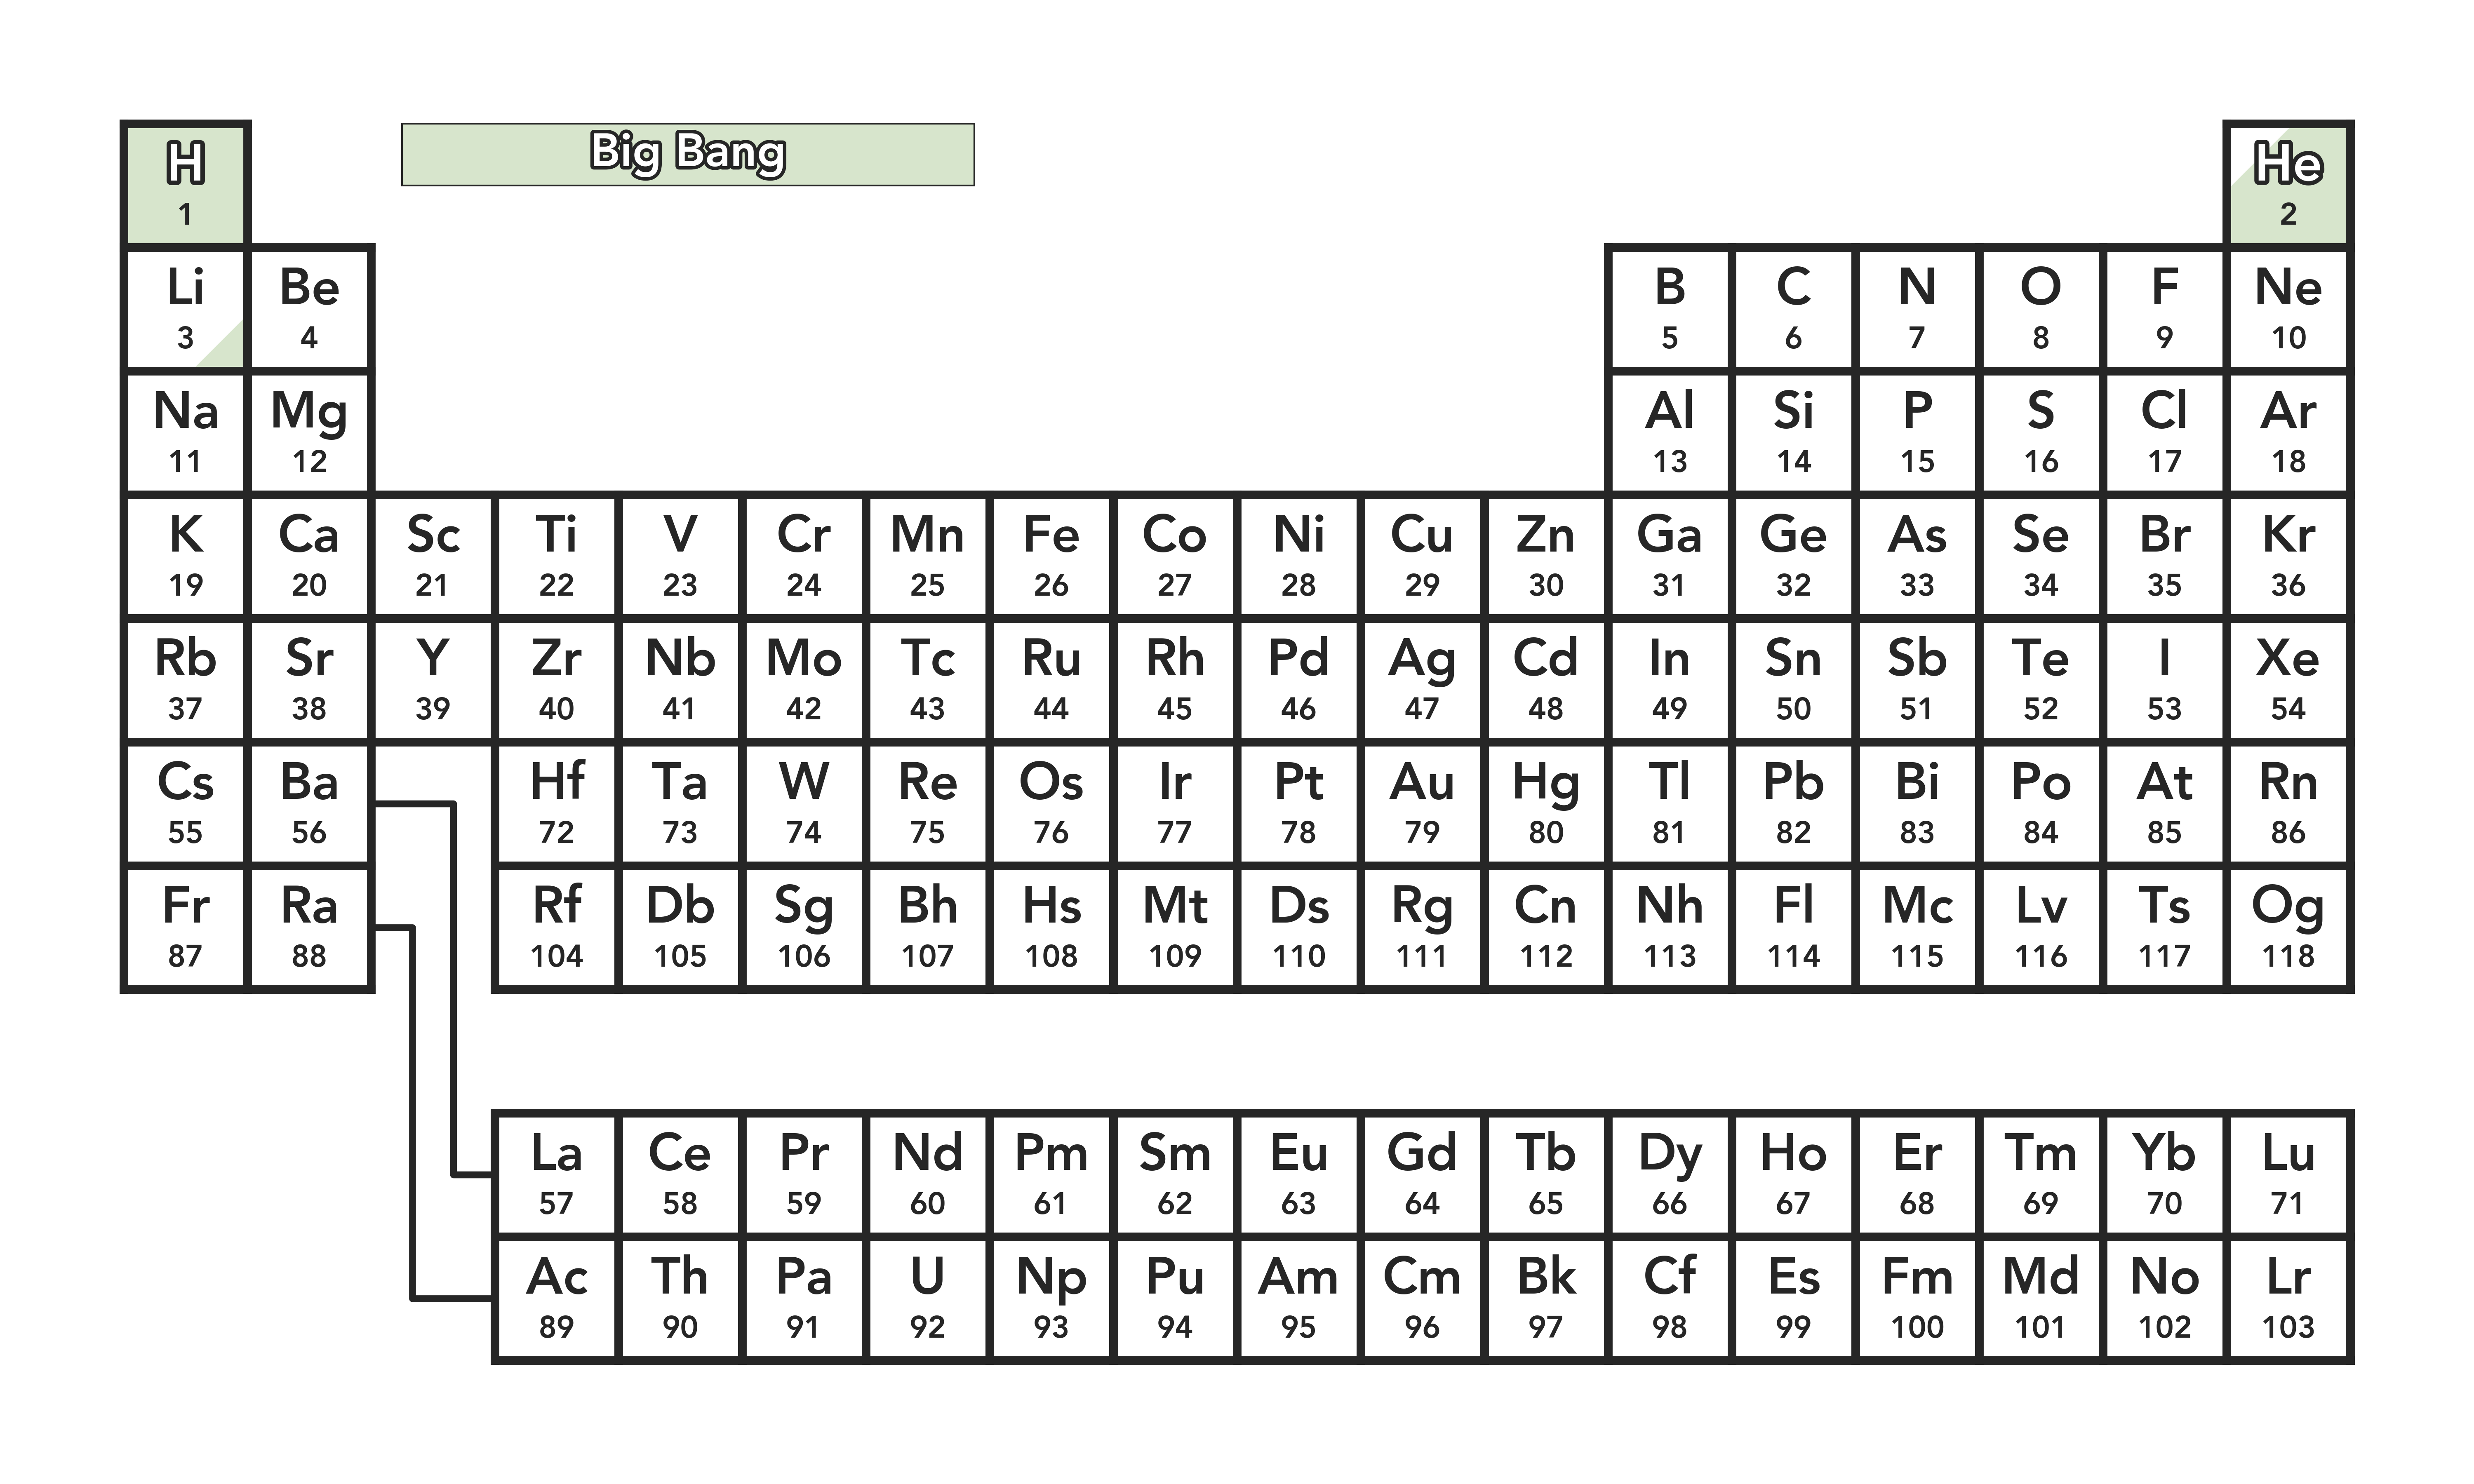 H Big Bang He
1 2
Li Be B C N O F Ne
3 4 5 6 7 8 9 10
Na Mg Al Si P S Cl Ar
11 12 13 14 15 16 17 18
K Ca Sc Ti V Cr Mn Fe Co Ni Cu Zn Ga Ge As Se Br Kr
19 20 21 22 23 24 25 26 27 28 29 30 31 32 33 34 35 36
Rb Sr Y Zr Nb Mo Tc Ru Rh Pd Ag Cd In Sn Sb Te I Xe
37 38 39 40 41 42 43 44 45 46 47 48 49 50 51 52 53 54
Cs Ba Hf Ta W Re Os Ir Pt Au Hg Tl Pb Bi Po At Rn
55 56 72 73 74 75 76 77 78 79 80 81 82 83 84 85 86
Fr Ra Rf Db Sg Bh Hs Mt Ds Rg Cn Nh Fl Mc Lv Ts Og
87 88 104 105 106 107 108 109 110 111 112 113 114 115 116 117 118
La Ce Pr Nd Pm Sm Eu Gd Tb Dy Ho Er Tm Yb Lu
57 58 59 60 61 62 63 64 65 66 67 68 69 70 71
Ac Th Pa U Np Pu Am Cm Bk Cf Es Fm Md No Lr
89 90 91 92 93 94 95 96 97 98 99 100 101 102 103